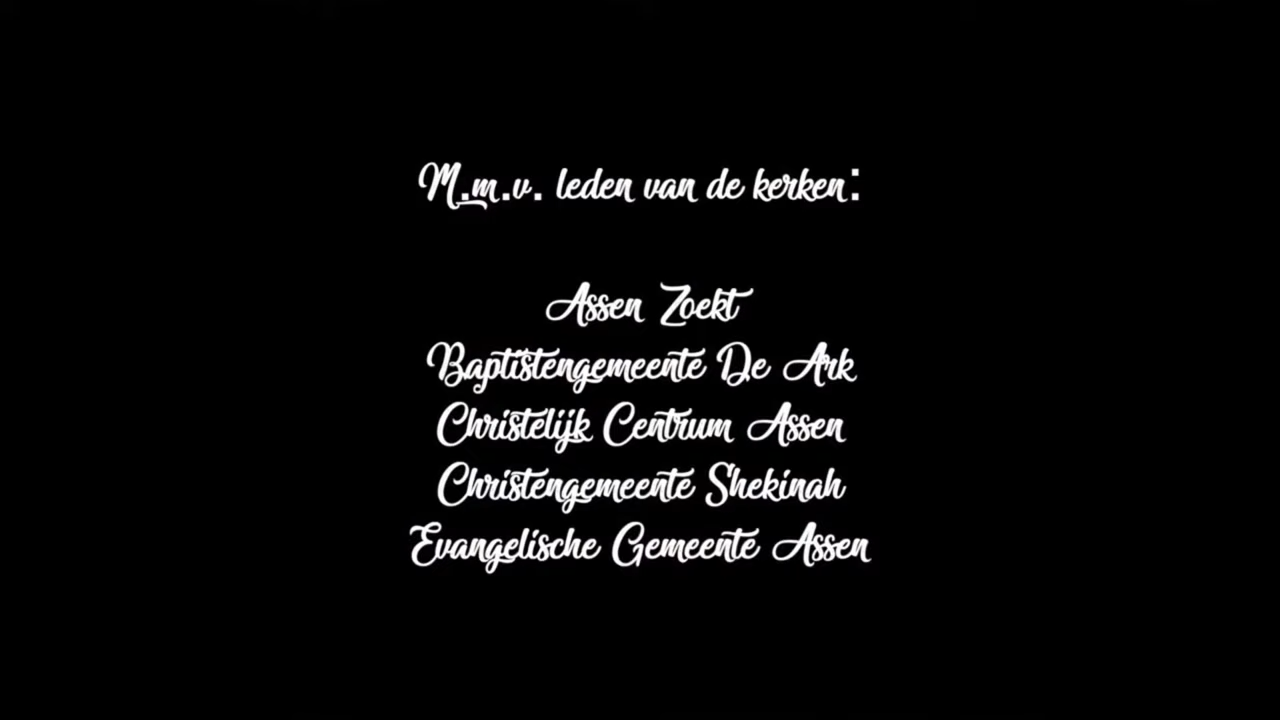 M.m.v. leden van de kerken:
Assen Zoekt
Baptistengemeente De Ark
Christelijk Centrum Assen
Christengemeente Shekinah
Evangelische Gemeente Assen